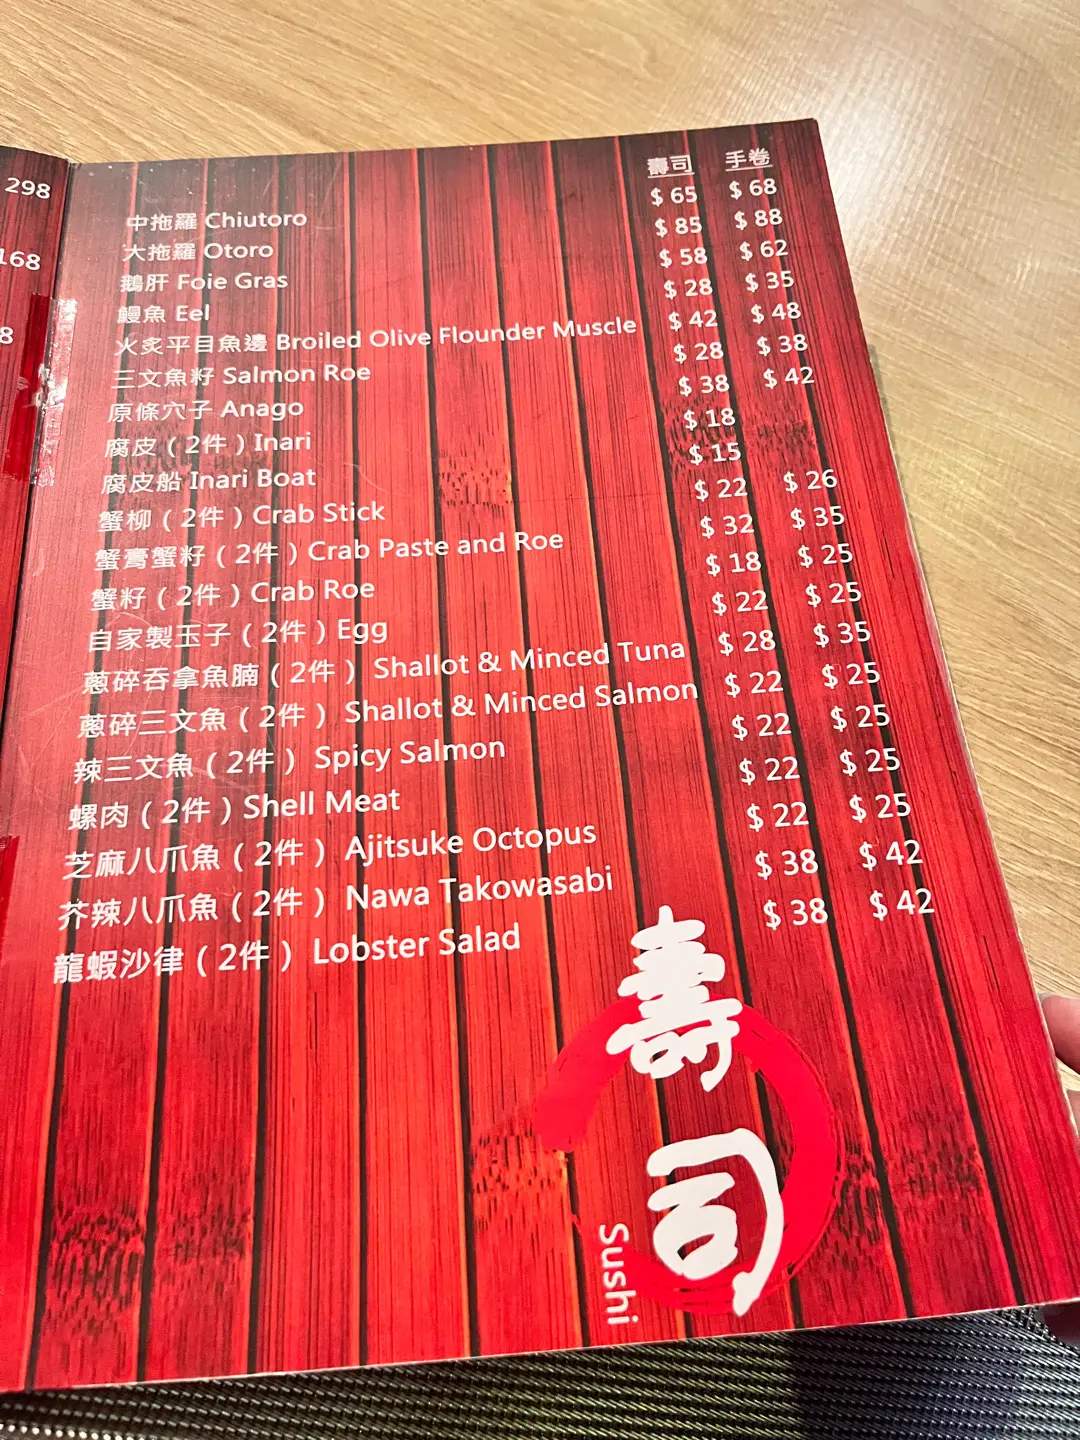 298
168
8
壽司 手卷
中拖羅 Chiutoro $ 65 $ 68
大拖羅 Otoro $ 85 $ 88
鵝肝 Foie Gras $ 58 $ 62
鰻魚 Eel $ 28 $ 35
火炙平目魚邊 Broiled Olive Flounder Muscle $ 42 $ 48
三文魚籽 Salmon Roe $ 28 $ 38
原條穴子 Anago $ 38 $ 42
腐皮 ( 2件 ) Inari $ 18
腐皮船 Inari Boat $ 15
蟹柳 ( 2件 ) Crab Stick $ 22 $ 26
蟹膏蟹籽 ( 2件 ) Crab Paste and Roe $ 32 $ 35
蟹籽 ( 2件 ) Crab Roe $ 18 $ 25
自家製玉子 ( 2件 ) Egg $ 22 $ 25
蔥碎吞拿魚腩 ( 2件 ) Shallot & Minced Tuna $ 28 $ 35
蔥碎三文魚 ( 2件 ) Shallot & Minced Salmon $ 22 $ 25
辣三文魚 ( 2件 ) Spicy Salmon $ 22 $ 25
螺肉 ( 2件 ) Shell Meat $ 22 $ 25
芝麻八爪魚 ( 2件 ) Ajitsuke Octopus $ 22 $ 25
芥辣八爪魚 ( 2件 ) Nawa Takowasabi $ 38 $ 42
龍蝦沙律 ( 2件 ) Lobster Salad $ 38 $ 42
壽司
Sushi